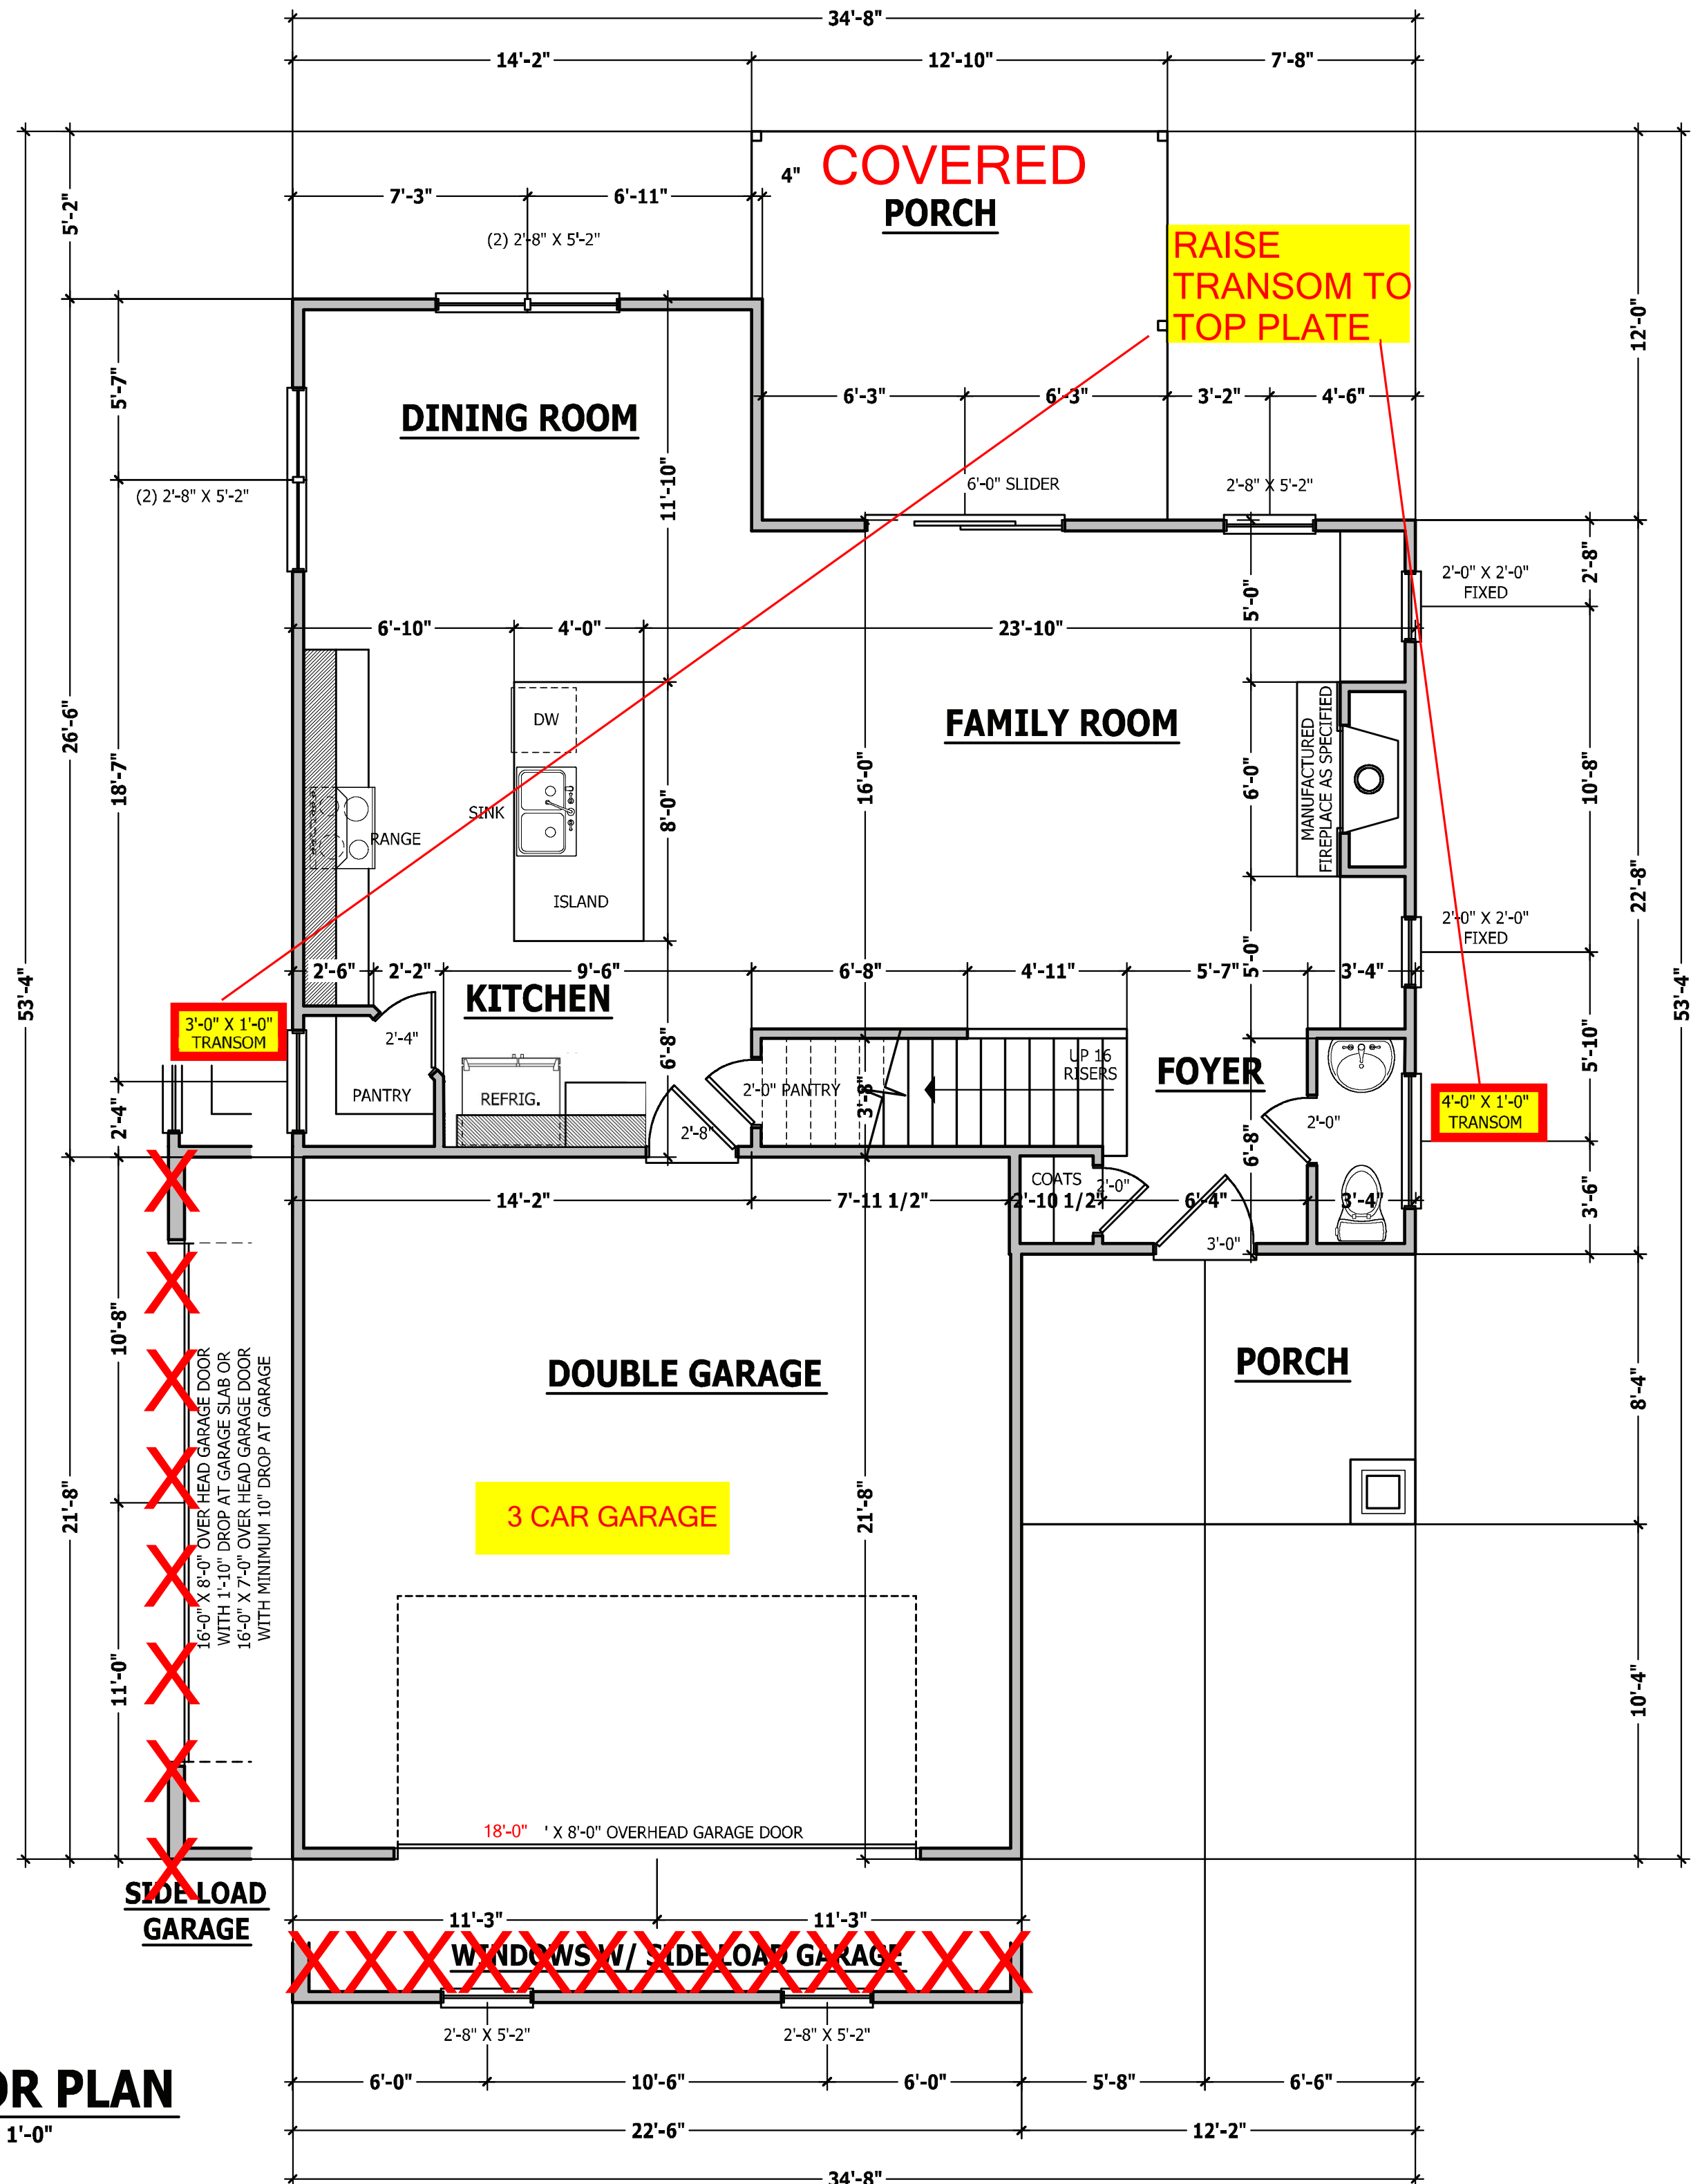 34'-8"
14'-2" 12'-10" 7'-8"
COVERED
4"
PORCH
7'-3" 6'-11"
5'-2"
(2) 2'-8" X 5'-2"
RAISE
TRANSOM TO
TOP PLATE
12'-0"
5'-7"
6'-3" 6'-3" 3'-2" 4'-6"
DINING ROOM
11'-10"
(2) 2'-8" X 5'-2"
6'-0" SLIDER
2'-8" X 5'-2"
2'-8"
2'-0" X 2'-0"
FIXED
5'-0"
6'-10" 4'-0" 23'-10"
26'-6"
DW
FAMILY ROOM
18'-7"
16'-0"
6'-0"
MANUFACTURED
FIREPLACE AS SPECIFIED
10'-8"
SINK
8'-0"
RANGE
ISLAND
22'-8"
2'-0" X 2'-0"
FIXED
53'-4"
53'-4"
2'-6" 2'-2" 9'-6" 6'-8" 4'-11" 5'-7" 5'-0" 3'-4"
KITCHEN
3'-0" X 1'-0"
TRANSOM
2'-4"
6'-8"
UP 16
RISERS
FOYER
5'-10"
PANTRY
REFRIG.
2'-0" PANTRY
3'-8"
4'-0" X 1'-0"
TRANSOM
2'-4"
2'-8"
2'-0"
6'-8"
COATS
2'-0"
14'-2" 7'-11 1/2" 2'-10 1/2" 6'-4" 3'-4"
3'-6"
3'-0"
10'-8"
DOUBLE GARAGE
PORCH
8'-4"
16'-0" X 8'-0" OVER HEAD GARAGE DOOR
WITH 1'-10" DROP AT GARAGE SLAB OR
16'-0" X 7'-0" OVER HEAD GARAGE DOOR
WITH MINIMUM 10" DROP AT GARAGE
3 CAR GARAGE
21'-8"
21'-8"
11'-0"
10'-4"
18'-0" ' X 8'-0" OVERHEAD GARAGE DOOR
SIDE LOAD
GARAGE
11'-3" 11'-3"
WINDOWS W/ SIDE LOAD GARAGE
2'-8" X 5'-2" 2'-8" X 5'-2"
6'-0" 10'-6" 6'-0" 5'-8" 6'-6"
OR PLAN
1'-0"
22'-6" 12'-2"
34'-8"